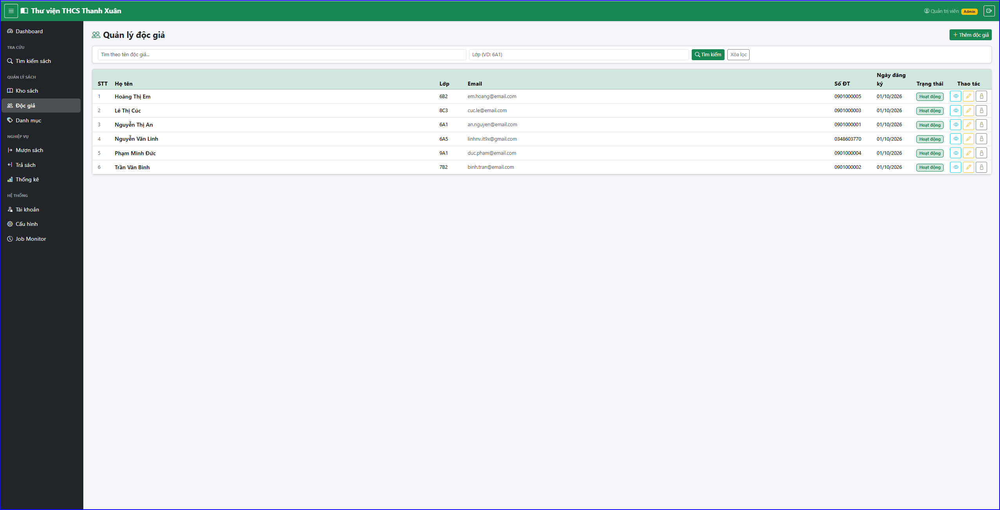 Thư viện THCS Thanh Xuân
Quản trị viên Admin
Dashboard
TRA CỨU
Tìm kiếm sách
QUẢN LÝ SÁCH
Kho sách
Độc giả
Danh mục
NGHIỆP VỤ
Mượn sách
Trả sách
Thống kê
HỆ THỐNG
Tài khoản
Cấu hình
Job Monitor
Quản lý độc giả
Thêm độc giả
Tìm theo tên độc giả... Lớp (VD: 6A1) Tìm kiếm Xóa lọc
STT Họ tên Lớp Email Số ĐT Ngày đăng ký Trạng thái Thao tác
1 Hoàng Thị Em 6B2 em.hoang@email.com 0901000005 01/10/2026 Hoạt động
2 Lê Thị Cúc 8C3 cuc.le@email.com 0901000003 01/10/2026 Hoạt động
3 Nguyễn Thị An 6A1 an.nguyen@email.com 0901000001 01/10/2026 Hoạt động
4 Nguyễn Văn Linh 6A5 linhnv.it9x@gmail.com 0348603770 01/10/2026 Hoạt động
5 Phạm Minh Đức 9A1 duc.pham@email.com 0901000004 01/10/2026 Hoạt động
6 Trần Văn Bình 7B2 binh.tran@email.com 0901000002 01/10/2026 Hoạt động